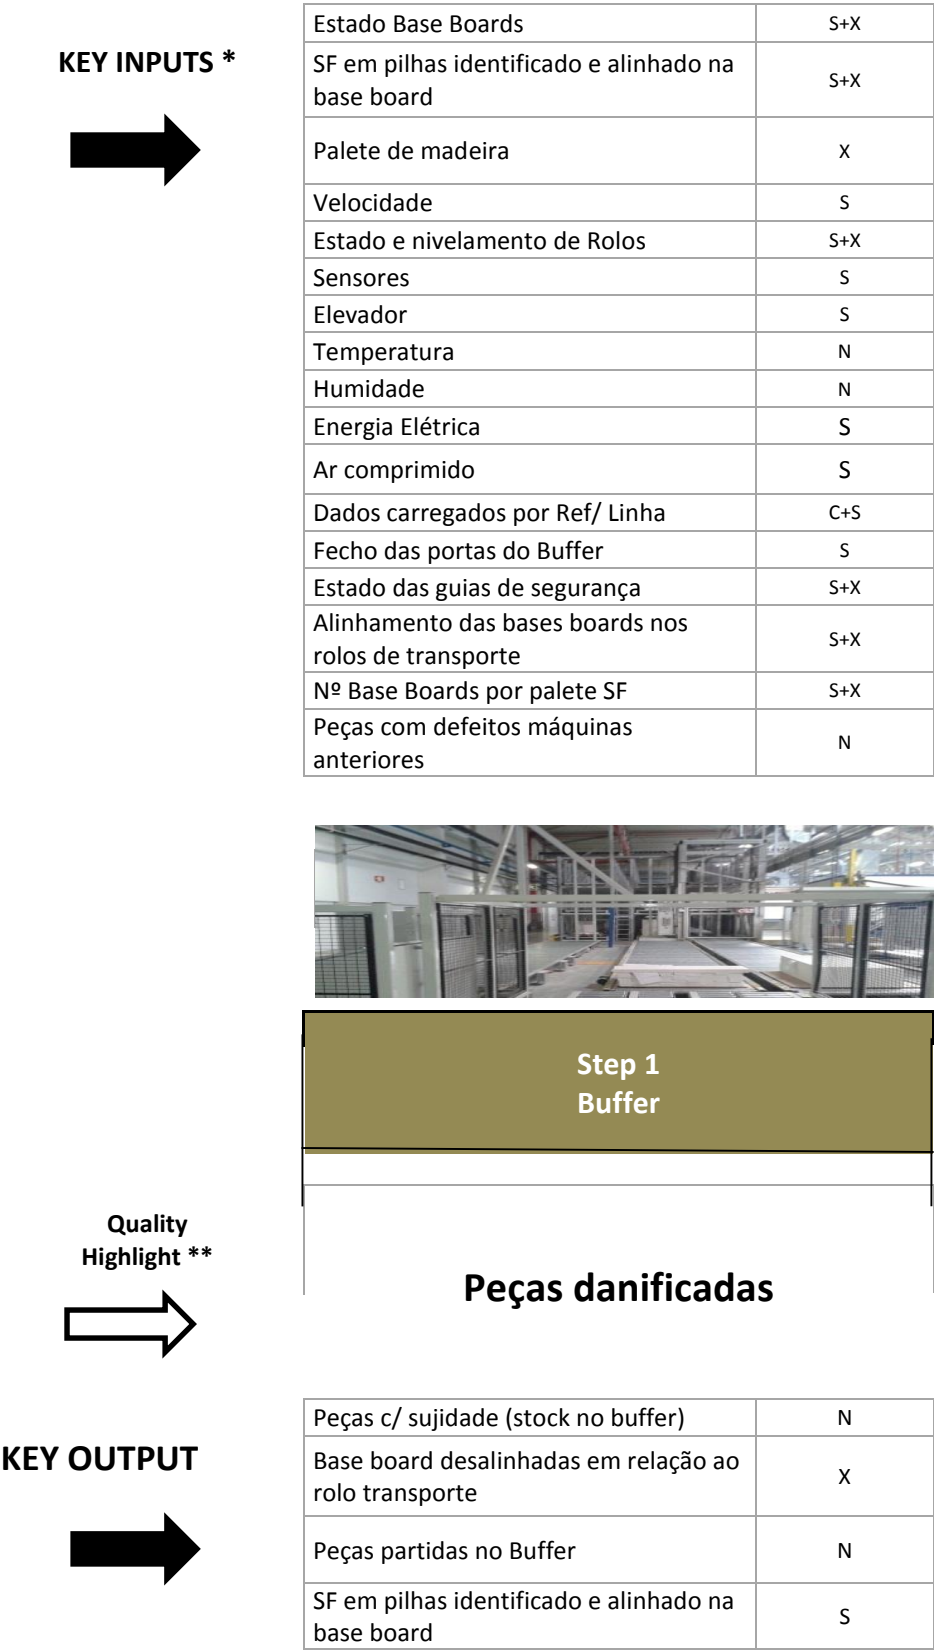 KEY INPUTS *
Estado Base Boards S+X
SF em pilhas identificado e alinhado na
base board S+X
Palete de madeira X
Velocidade S
Estado e nivelamento de Rolos S+X
Sensores S
Elevador S
Temperatura N
Humidade N
Energia Elétrica S
Ar comprimido S
Dados carregados por Ref/ Linha C+S
Fecho das portas do Buffer S
Estado das guias de segurança S+X
Alinhamento das bases boards nos
rolos de transporte S+X
Nº Base Boards por palete SF S+X
Peças com defeitos máquinas
anteriores N
Step 1
Buffer
Quality
Highlight **
Peças danificadas
KEY OUTPUT
Peças c/ sujidade (stock no buffer) N
Base board desalinhadas em relação ao
rolo transporte X
Peças partidas no Buffer N
SF em pilhas identificado e alinhado na
base board S